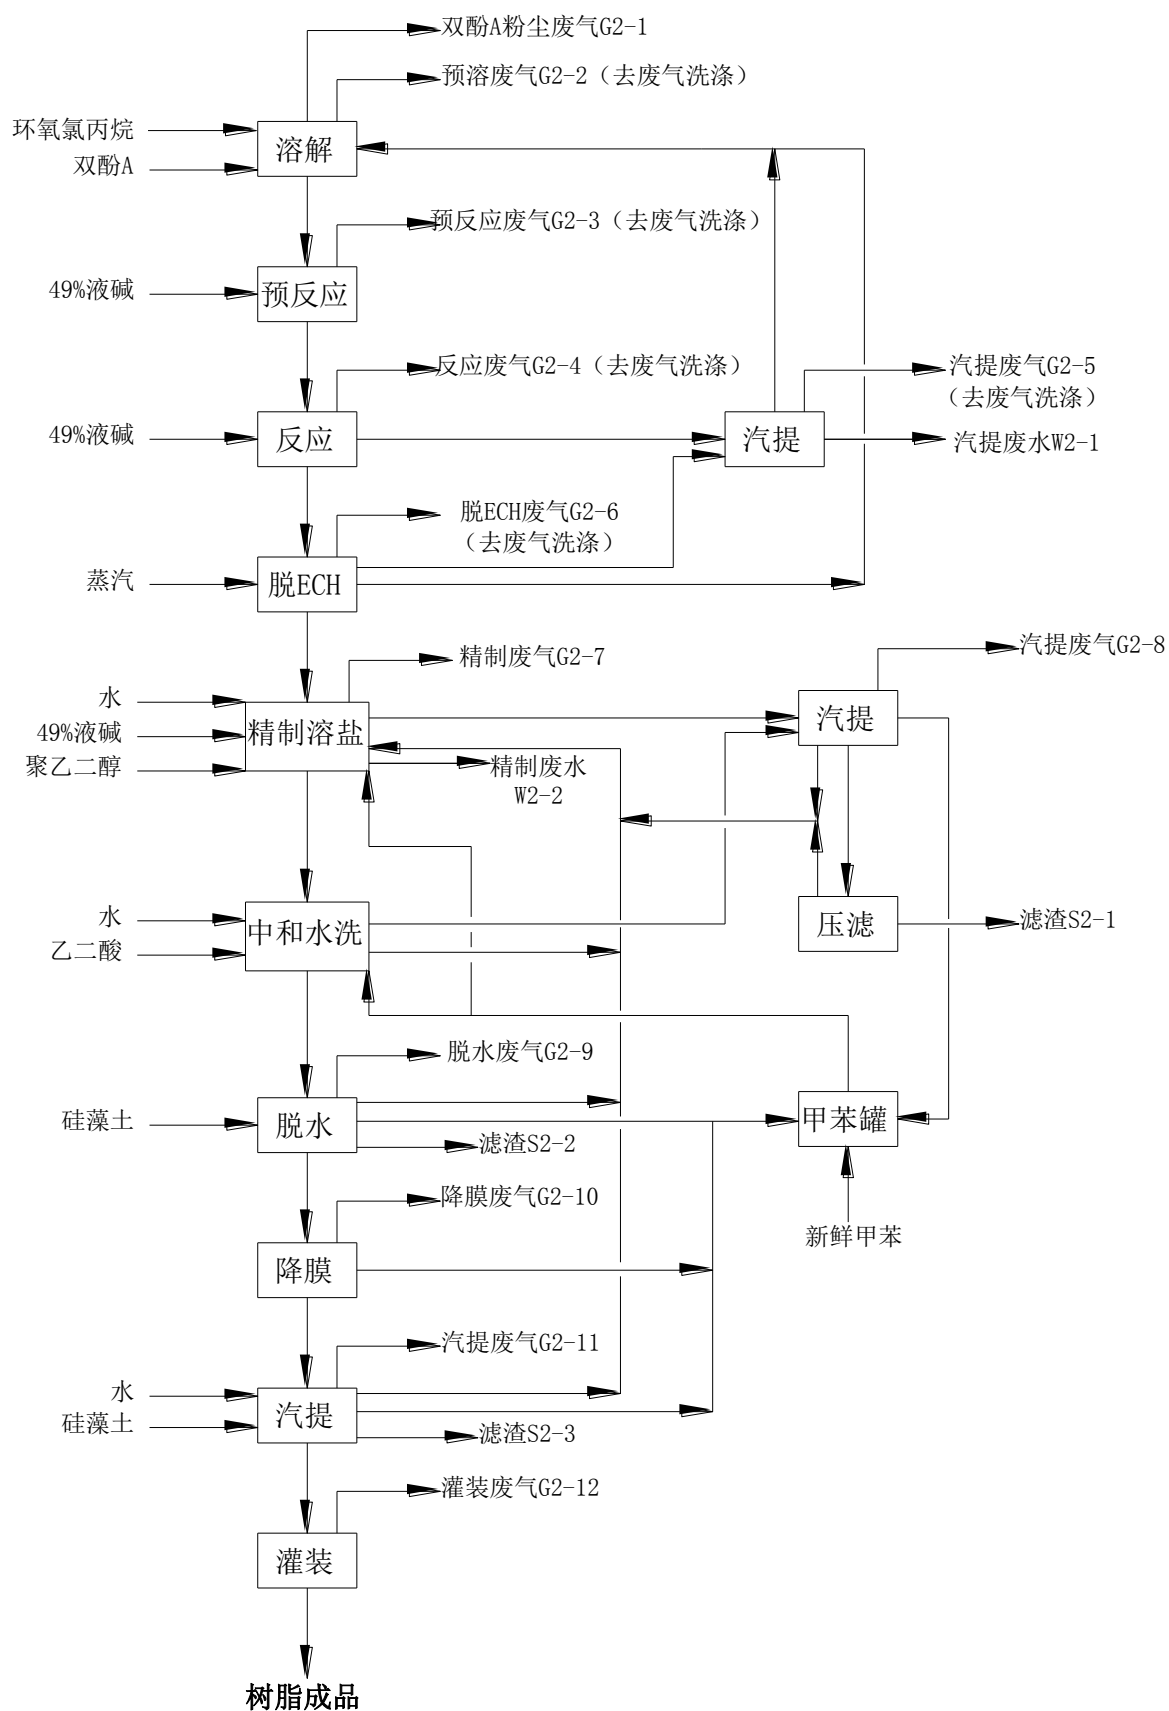 双酚A粉尘废气G2-1
预溶废气G2-2（去废气洗涤）
环氧氯丙烷
溶解
双酚A
预反应废气G2-3（去废气洗涤）
49%液碱
预反应
反应废气G2-4（去废气洗涤）
汽提废气G2-5
（去废气洗涤）
49%液碱
反应
汽提
汽提废水W2-1
脱ECH废气G2-6
（去废气洗涤）
蒸汽
脱ECH
精制废气G2-7
汽提废气G2-8
水
49%液碱
精制溶盐
汽提
聚乙二醇
精制废水
W2-2
水
中和水洗
压滤
滤渣S2-1
乙二酸
脱水废气G2-9
硅藻土
脱水
甲苯罐
滤渣S2-2
降膜废气G2-10
新鲜甲苯
降膜
汽提废气G2-11
水
汽提
硅藻土
滤渣S2-3
灌装废气G2-12
灌装
树脂成品